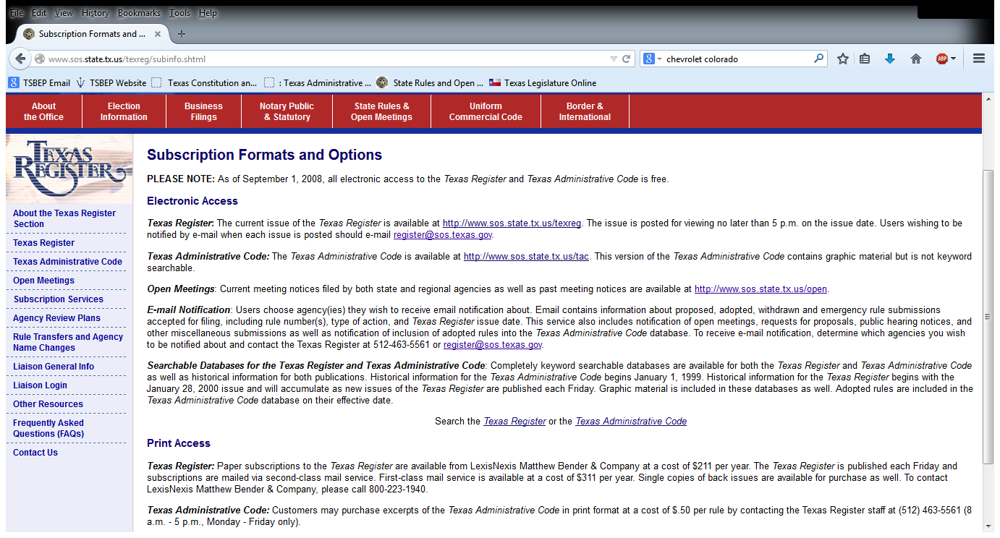 File Edit View History Bookmarks Tools Help
Subscription Formats and ...
www.sos.state.tx.us/texreg/subinfo.shtml
chevrolet colorado
ABP
TSBEP Email TSBEP Website Texas Constitution an... : Texas Administrative ... State Rules and Open ... Texas Legislature Online
About
the Office
Election
Information
Business
Filings
Notary Public
& Statutory
State Rules &
Open Meetings
Uniform
Commercial Code
Border &
International
TEXAS
REGISTER
About the Texas Register
Section
Texas Register
Texas Administrative Code
Open Meetings
Subscription Services
Agency Review Plans
Rule Transfers and Agency
Name Changes
Liaison General Info
Liaison Login
Other Resources
Frequently Asked
Questions (FAQs)
Contact Us
Subscription Formats and Options
PLEASE NOTE: As of September 1, 2008, all electronic access to the Texas Register and Texas Administrative Code is free.
Electronic Access
Texas Register: The current issue of the Texas Register is available at http://www.sos.state.tx.us/texreg. The issue is posted for viewing no later than 5 p.m. on the issue date. Users wishing to be
notified by e-mail when each issue is posted should e-mail register@sos.texas.gov.
Texas Administrative Code: The Texas Administrative Code is available at http://www.sos.state.tx.us/tac. This version of the Texas Administrative Code contains graphic material but is not keyword
searchable.
Open Meetings: Current meeting notices filed by both state and regional agencies as well as past meeting notices are available at http://www.sos.state.tx.us/open.
E-mail Notification: Users choose agency(ies) they wish to receive email notification about. Email contains information about proposed, adopted, withdrawn and emergency rule submissions
accepted for filing, including rule number(s), type of action, and Texas Register issue date. This service also includes notification of open meetings, requests for proposals, public hearing notices, and
other miscellaneous submissions as well as notification of inclusion of adopted rules into the Texas Administrative Code database. To receive e-mail notification, determine which agencies you wish
to be notified about and contact the Texas Register at 512-463-5561 or register@sos.texas.gov.
Searchable Databases for the Texas Register and Texas Administrative Code: Completely keyword searchable databases are available for both the Texas Register and Texas Administrative Code
as well as historical information for both publications. Historical information for the Texas Administrative Code begins January 1, 1999. Historical information for the Texas Register begins with the
January 28, 2000 issue and will accumulate as new issues of the Texas Register are published each Friday. Graphic material is included in these databases as well. Adopted rules are included in the
Texas Administrative Code database on their effective date.
Search the Texas Register or the Texas Administrative Code
Print Access
Texas Register: Paper subscriptions to the Texas Register are available from LexisNexis Matthew Bender & Company at a cost of $211 per year. The Texas Register is published each Friday and
subscriptions are mailed via second-class mail service. First-class mail service is available at a cost of $311 per year. Single copies of back issues are available for purchase as well. To contact
LexisNexis Matthew Bender & Company, please call 800-223-1940.
Texas Administrative Code: Customers may purchase excerpts of the Texas Administrative Code in print format at a cost of $.50 per rule by contacting the Texas Register staff at (512) 463-5561 (8
a.m. - 5 p.m., Monday - Friday only).